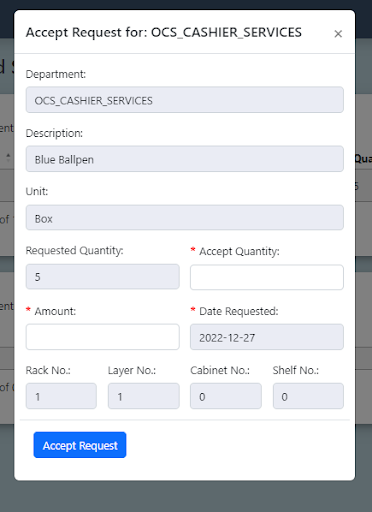 Accept Request for: OCS_CASHIER_SERVICES ×
Department:
OCS_CASHIER_SERVICES
Description:
Blue Ballpen
Unit:
Box
Requested Quantity: * Accept Quantity:
5
* Amount: * Date Requested:
2022-12-27
Rack No.: Layer No.: Cabinet No.: Shelf No.:
1 1 0 0
Accept Request